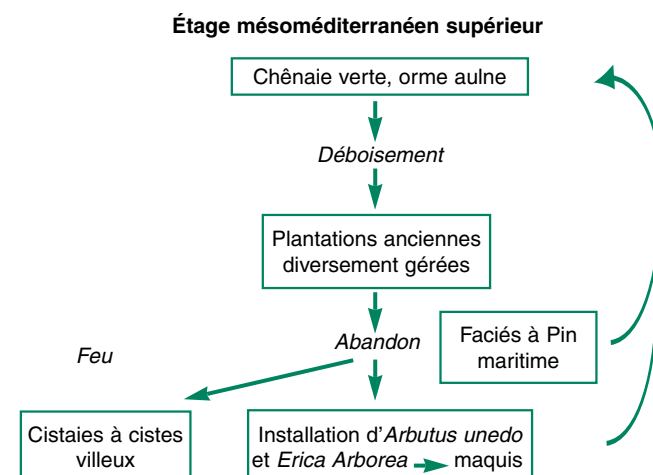 Étage mésoméditerranéen supérieur
Chênaie verte, orme aulne
Déboisement
Plantations anciennes
diversement gérées
Abandon
Faciés à Pin
maritime
Feu
Cistaies à cistes
villeux
Installation d'Arbutus unedo
et Erica Arborea maquis